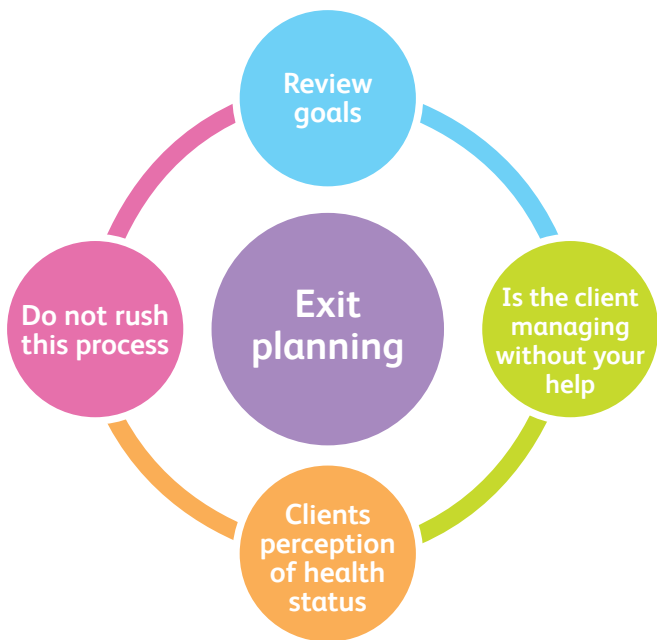 Review
goals
Exit
planning
Is the client
managing
without your
help
Clients
perception
of health
status
Do not rush
this process